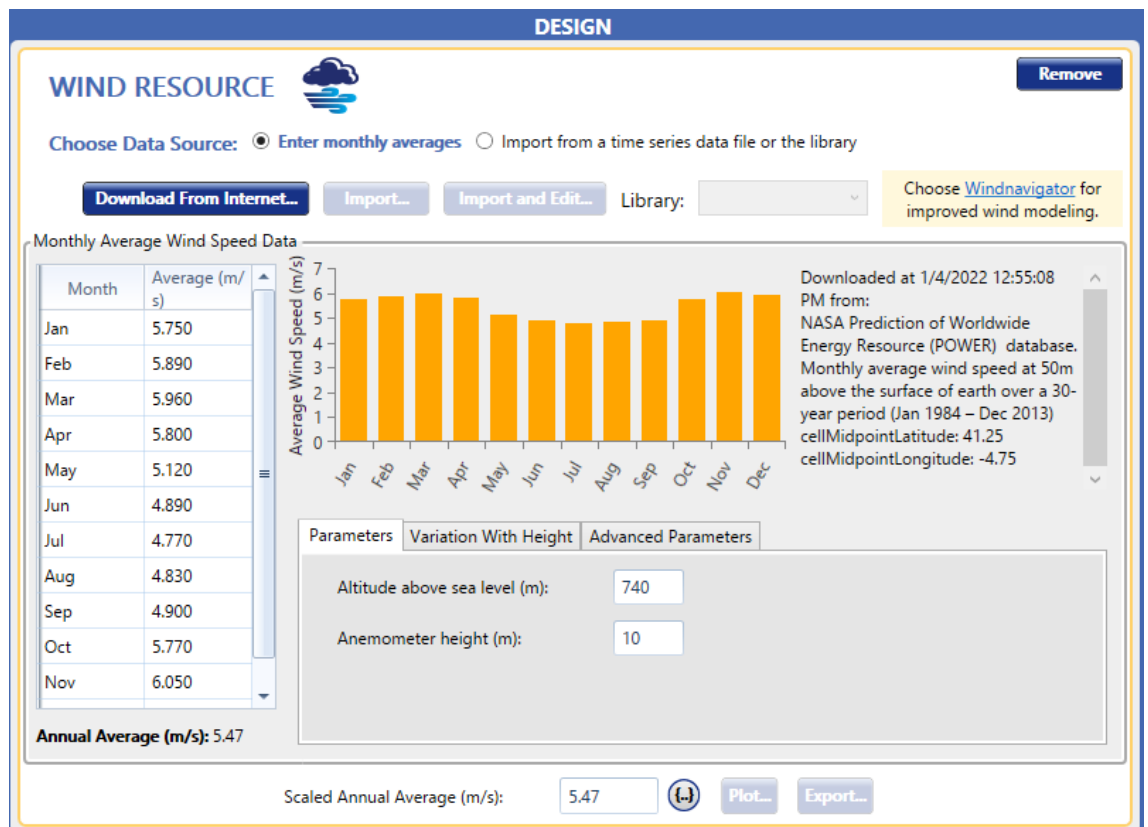 DESIGN
WIND RESOURCE
Remove
Choose Data Source: Enter monthly averages Import from a time series data file or the library
Download From Internet... Import... Import and Edit... Library:
Choose Windnavigator for
improved wind modeling.
Monthly Average Wind Speed Data
Month Average (m/
s)
Jan 5.750
Feb 5.890
Mar 5.960
Apr 5.800
May 5.120
Jun 4.890
Jul 4.770
Aug 4.830
Sep 4.900
Oct 5.770
Nov 6.050
Annual Average (m/s): 5.47
Average Wind Speed (m/s)
7
6
5
4
3
2
1
0
Jan Feb Mar Apr May Jun Jul Aug Sep Oct Nov Dec
Downloaded at 1/4/2022 12:55:08
PM from:
NASA Prediction of Worldwide
Energy Resource (POWER) database.
Monthly average wind speed at 50m
above the surface of earth over a 30-
year period (Jan 1984 – Dec 2013)
cellMidpointLatitude: 41.25
cellMidpointLongitude: -4.75
Parameters Variation With Height Advanced Parameters
Altitude above sea level (m): 740
Anemometer height (m): 10
Scaled Annual Average (m/s): 5.47 {..} Plot... Export...